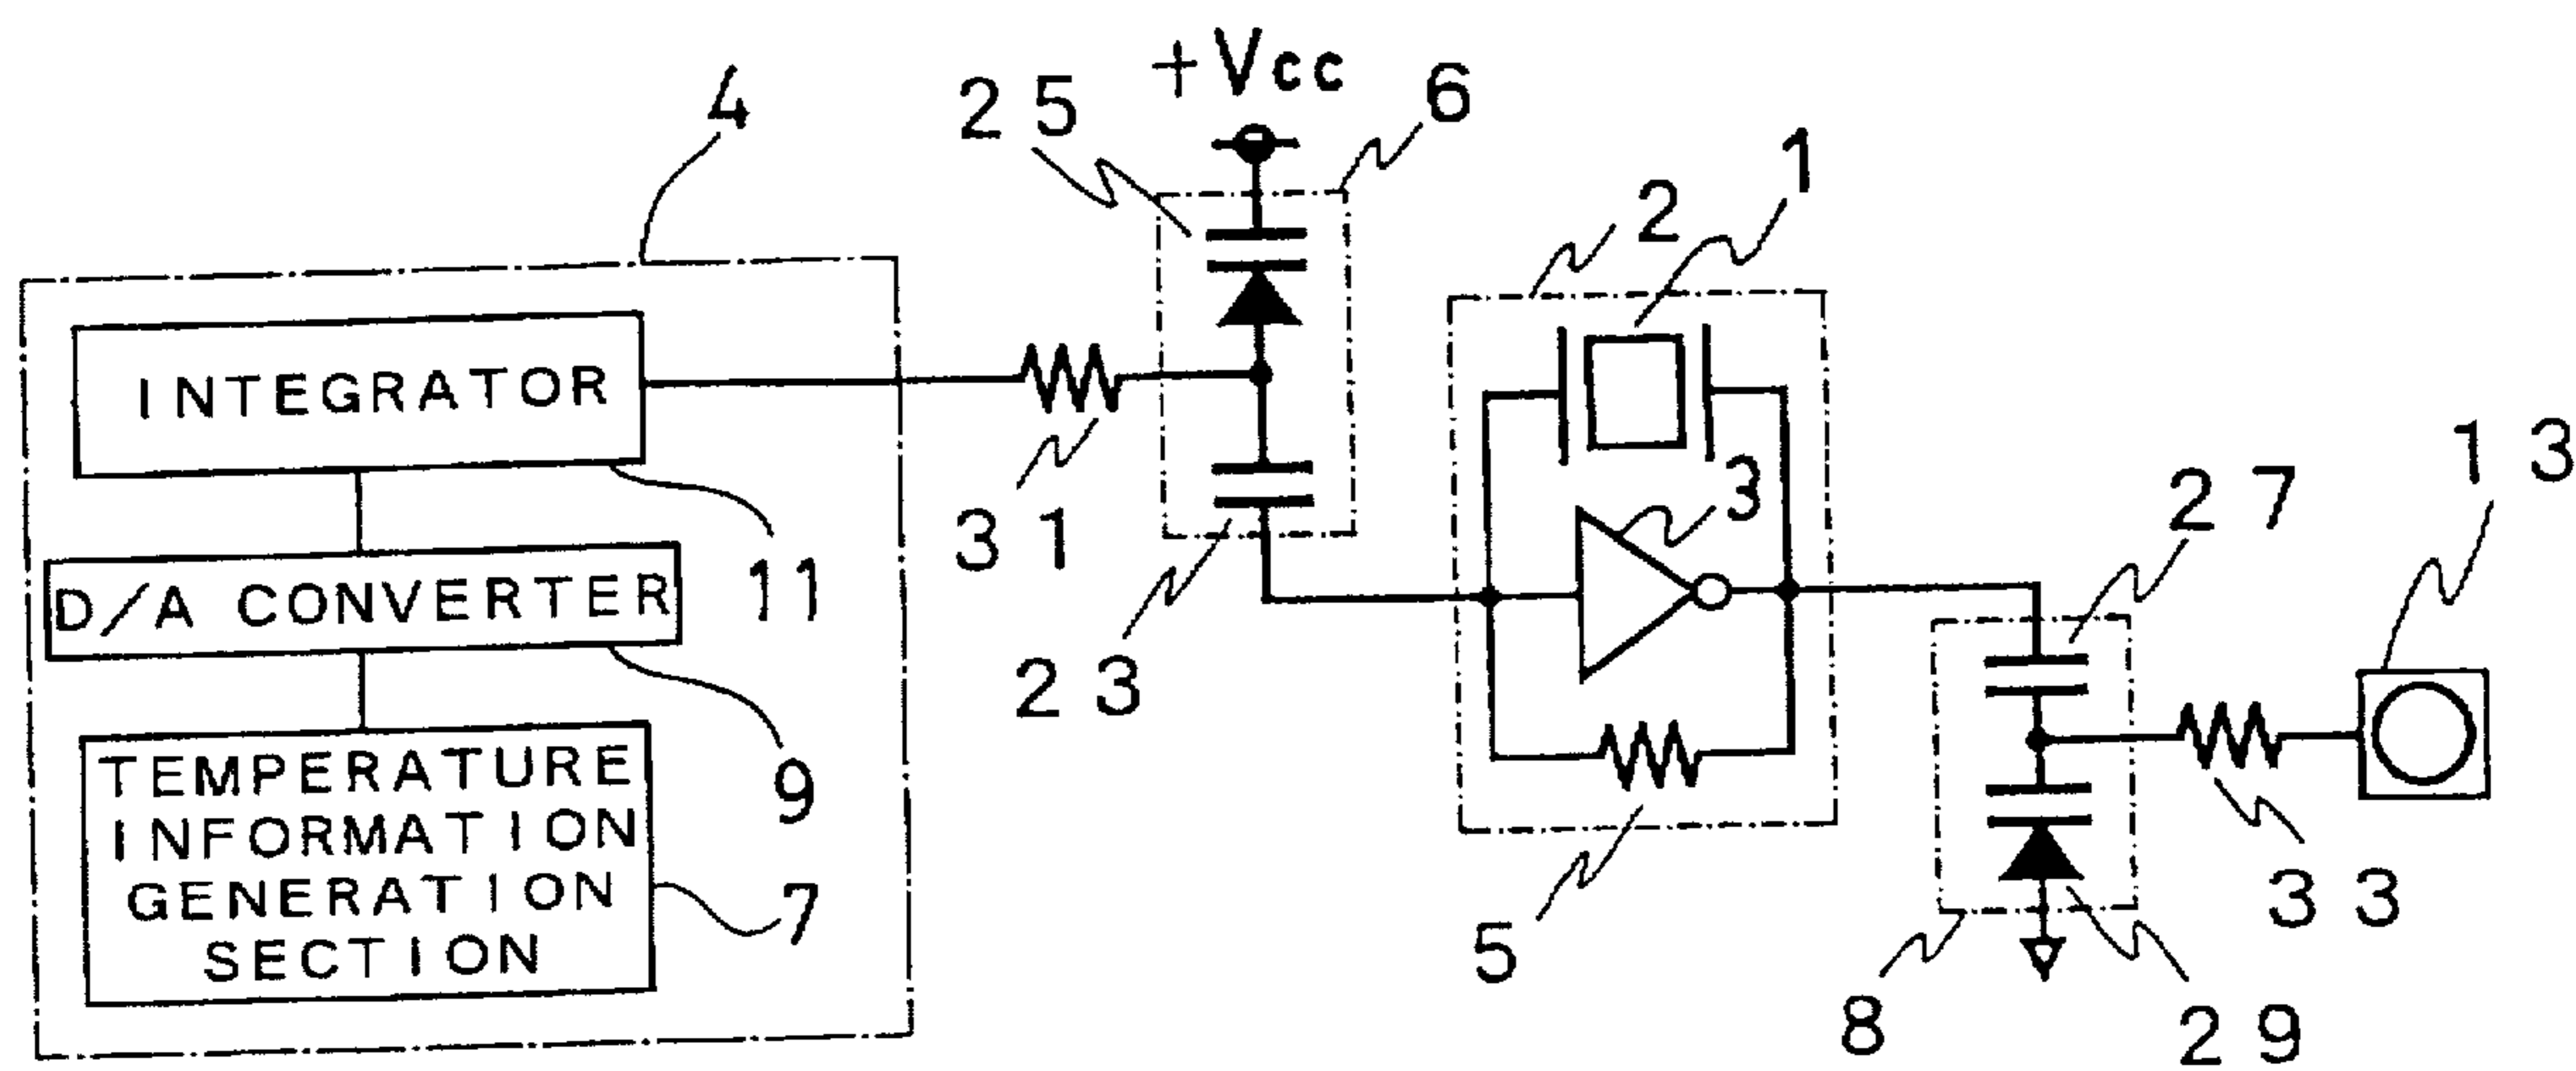 +Vcc
4
25
6
1
2
INTEGRATOR
31
11
23
3
13
27
D/A CONVERTER
9
TEMPERATURE
INFORMATION
GENERATION
SECTION
7
5
33
8
29